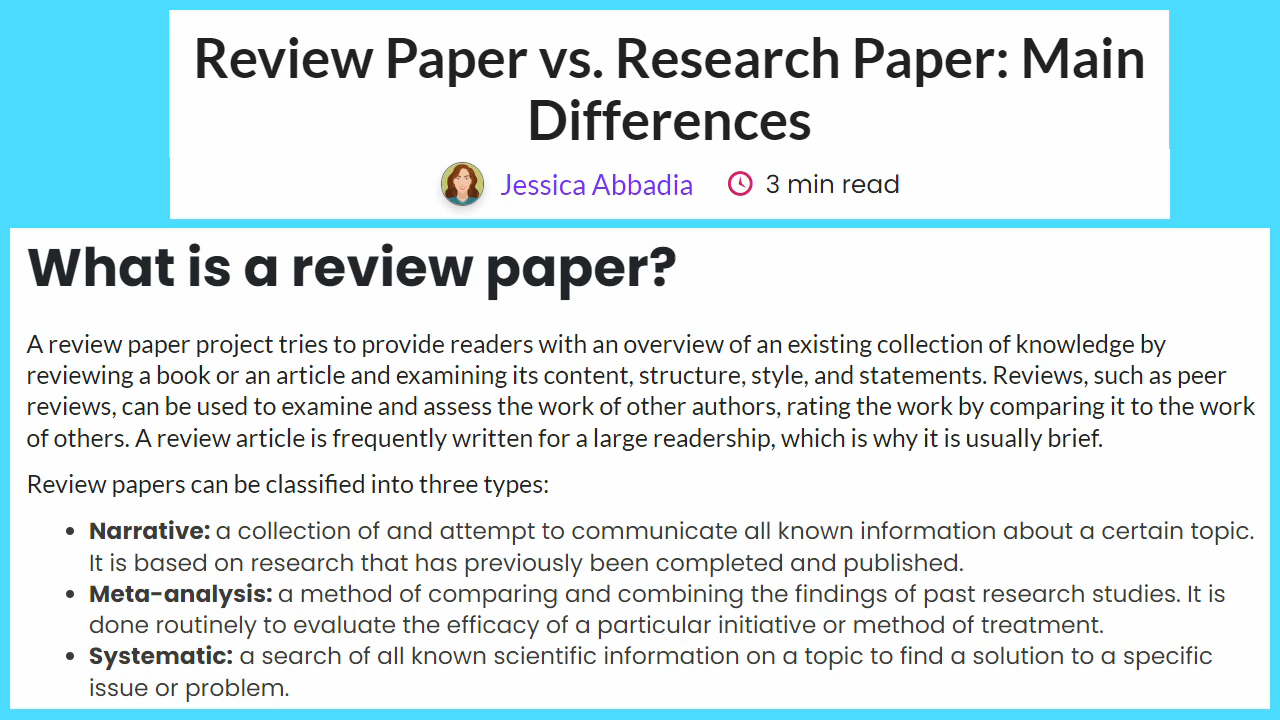 Review Paper vs. Research Paper: Main
Differences
Jessica Abbadia 3 min read
What is a review paper?
A review paper project tries to provide readers with an overview of an existing collection of knowledge by
reviewing a book or an article and examining its content, structure, style, and statements. Reviews, such as peer
reviews, can be used to examine and assess the work of other authors, rating the work by comparing it to the work
of others. A review article is frequently written for a large readership, which is why it is usually brief.
Review papers can be classified into three types:
• Narrative: a collection of and attempt to communicate all known information about a certain topic.
It is based on research that has previously been completed and published.
• Meta-analysis: a method of comparing and combining the findings of past research studies. It is
done routinely to evaluate the efficacy of a particular initiative or method of treatment.
• Systematic: a search of all known scientific information on a topic to find a solution to a specific
issue or problem.